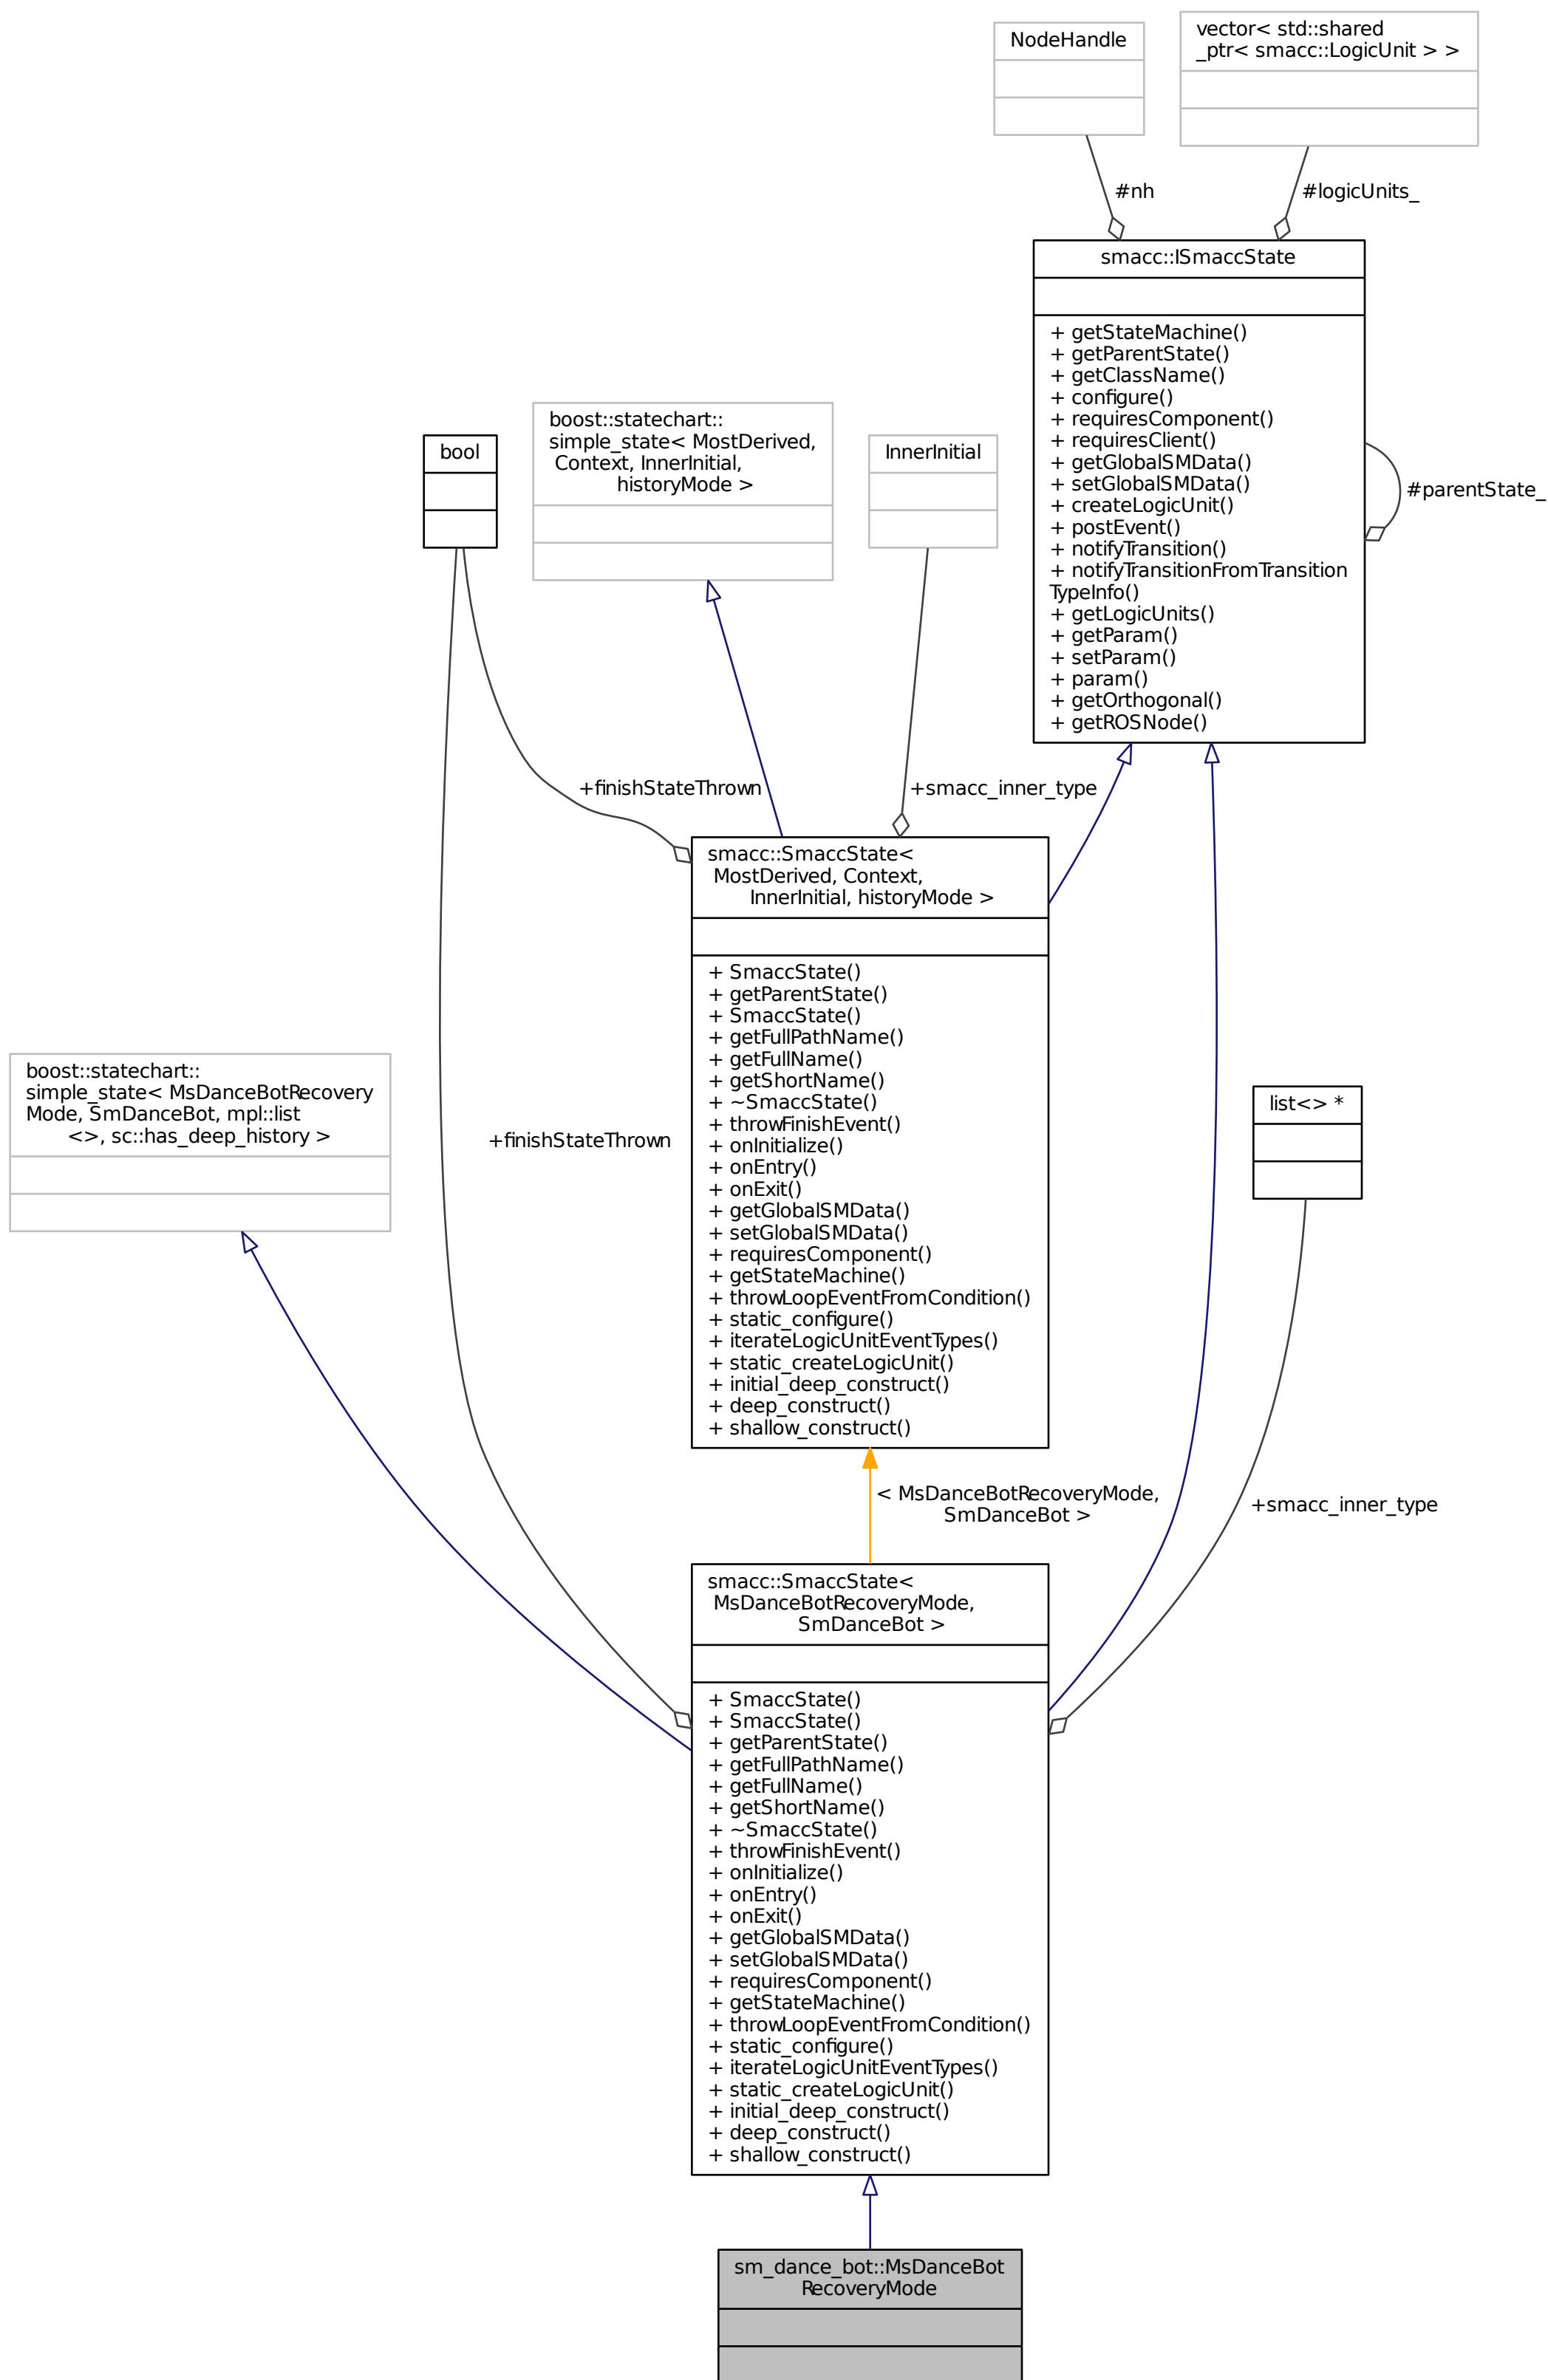 NodeHandle
vector< std::shared
_ptr< smacc::LogicUnit > >
#nh
#logicUnits_
smacc::ISmaccState
+ getStateMachine()
+ getParentState()
+ getClassName()
+ configure()
+ requiresComponent()
+ requiresClient()
+ getGlobalSMData()
+ setGlobalSMData()
+ createLogicUnit()
+ postEvent()
+ notifyTransition()
+ notifyTransitionFromTransition
TypeInfo()
+ getLogicUnits()
+ getParam()
+ setParam()
+ param()
+ getOrthogonal()
+ getROSNode()
#parentState_
bool
boost::statechart::
simple_state< MostDerived,
Context, InnerInitial,
historyMode >
InnerInitial
+finishStateThrown
+smacc_inner_type
smacc::SmaccState<
MostDerived, Context,
InnerInitial, historyMode >
+ SmaccState()
+ getParentState()
+ SmaccState()
+ getFullPathName()
+ getFullName()
+ getShortName()
+ ~SmaccState()
+ throwFinishEvent()
+ onInitialize()
+ onEntry()
+ onExit()
+ getGlobalSMData()
+ setGlobalSMData()
+ requiresComponent()
+ getStateMachine()
+ throwLoopEventFromCondition()
+ static_configure()
+ iterateLogicUnitEventTypes()
+ static_createLogicUnit()
+ initial_deep_construct()
+ deep_construct()
+ shallow_construct()
boost::statechart::
simple_state< MsDanceBotRecovery
Mode, SmDanceBot, mpl::list
<>, sc::has_deep_history >
+finishStateThrown
list<> *
< MsDanceBotRecoveryMode,
SmDanceBot >
+smacc_inner_type
smacc::SmaccState<
MsDanceBotRecoveryMode,
SmDanceBot >
+ SmaccState()
+ SmaccState()
+ getParentState()
+ getFullPathName()
+ getFullName()
+ getShortName()
+ ~SmaccState()
+ throwFinishEvent()
+ onInitialize()
+ onEntry()
+ onExit()
+ getGlobalSMData()
+ setGlobalSMData()
+ requiresComponent()
+ getStateMachine()
+ throwLoopEventFromCondition()
+ static_configure()
+ iterateLogicUnitEventTypes()
+ static_createLogicUnit()
+ initial_deep_construct()
+ deep_construct()
+ shallow_construct()
sm_dance_bot::MsDanceBot
RecoveryMode